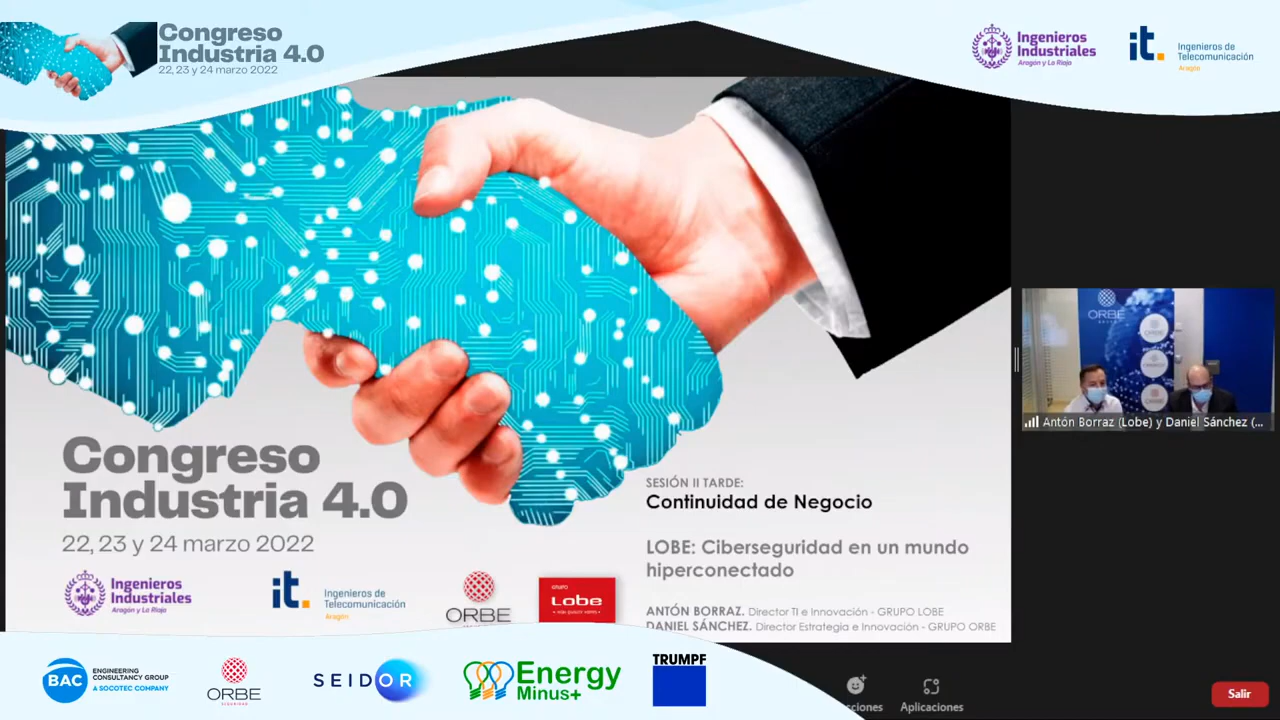 Congreso
Industria 4.0
22, 23 y 24 marzo 2022
Ingenieros
Industriales
Aragón y La Rioja
it.
Ingenieros de
Telecomunicación
Aragón
ORBE
Antón Borraz (Lobe) y Daniel Sánchez (...
Congreso
Industria 4.0
22, 23 y 24 marzo 2022
SESIÓN II TARDE:
Continuidad de Negocio
LOBE: Ciberseguridad en un mundo
hiperconectado
ANTÓN BORRAZ. Director TI e Innovación - GRUPO LOBE
DANIEL SÁNCHEZ. Director Estrategia e Innovación - GRUPO ORBE
Ingenieros
Industriales
Aragón y La Rioja
it.
Ingenieros de
Telecomunicación
Aragón
ORBE
GRUPO
Lobe
BAC
ENGINEERING
CONSULTANCY GROUP
A SOCOTEC COMPANY
ORBE
SEGURIDAD
SEIDOR
Energy
Minus+
TRUMPF
cciones
Aplicaciones
Salir